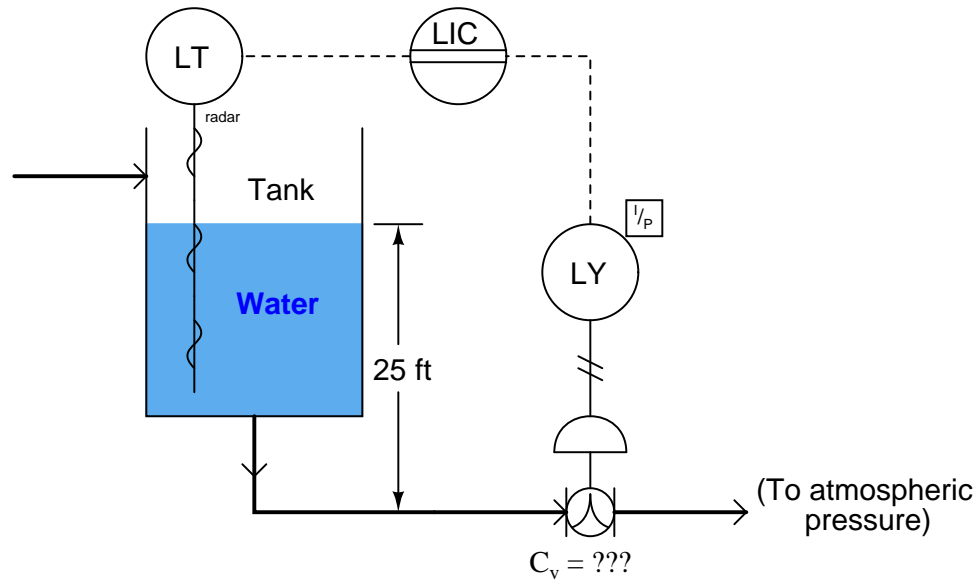 LT
LIC
radar
Tank
I/P
LY
Water
25 ft
(To atmospheric
pressure)
Cv = ???